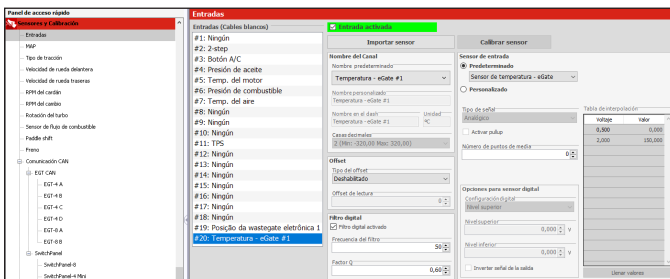 Panel de acceso rápido
Sensores y Calibración
Entradas
MAP
Tipo de tracción
Velocidad de rueda delantera
Velocidad de rueda traseras
RPM del cardán
RPM del cambio
Rotación del turbo
Sensor de flujo de combustible
Paddle shift
Freno
Comunicación CAN
EGT CAN
EGT-4 A
EGT-4 B
EGT-4 C
EGT-4 D
EGT-8 A
EGT-8 B
SwitchPanel
SwitchPanel-8
SwitchPanel-4 Mini
Entradas
Entradas (Cables blancos)
#1: Ningún
#2: 2-step
#3: Botón A/C
#4: Presión de aceite
#5: Temp. del motor
#6: Presión de combustible
#7: Temp. del aire
#8: Ningún
#9: Ningún
#10: Ningún
#11: TPS
#12: Ningún
#13: Ningún
#14: Ningún
#15: Ningún
#16: Ningún
#17: Ningún
#18: Ningún
#19: Posição da wastegate eletrônica 1
#20: Temperatura - eGate #1
Entrada activada
Importar sensor
Calibrar sensor
Nombre del Canal
Nombre predeterminado
Temperatura - eGate #1
Nombre personalizado
Temperatura - eGate #1
Nombre en el dash
Unidad
Temperatura - eGate #1
ºC
Casas decimales
2 (Min: -320,00 Max: 320,00)
Offset
Tipo del offset
Deshabilitado
Offset de lectura
0
Filtro digital
Filtro digital activado
Frecuencia del filtro
50
Factor Q
0,60
Sensor de entrada
Predeterminado
Sensor de temperatura - eGate
Personalizado
Tipo de señal
Analógico
Activar pullup
Número de puntos de media
0
Opciones para sensor digital
Configuración digital
Nivel superior
Nivel superior
0,000 V
Nivel inferior
0,000 V
Inverter señal de la salida
Tabla de interpolación
Voltaje Valor
0,500 0,000
2,000 150,000
Llenar valores